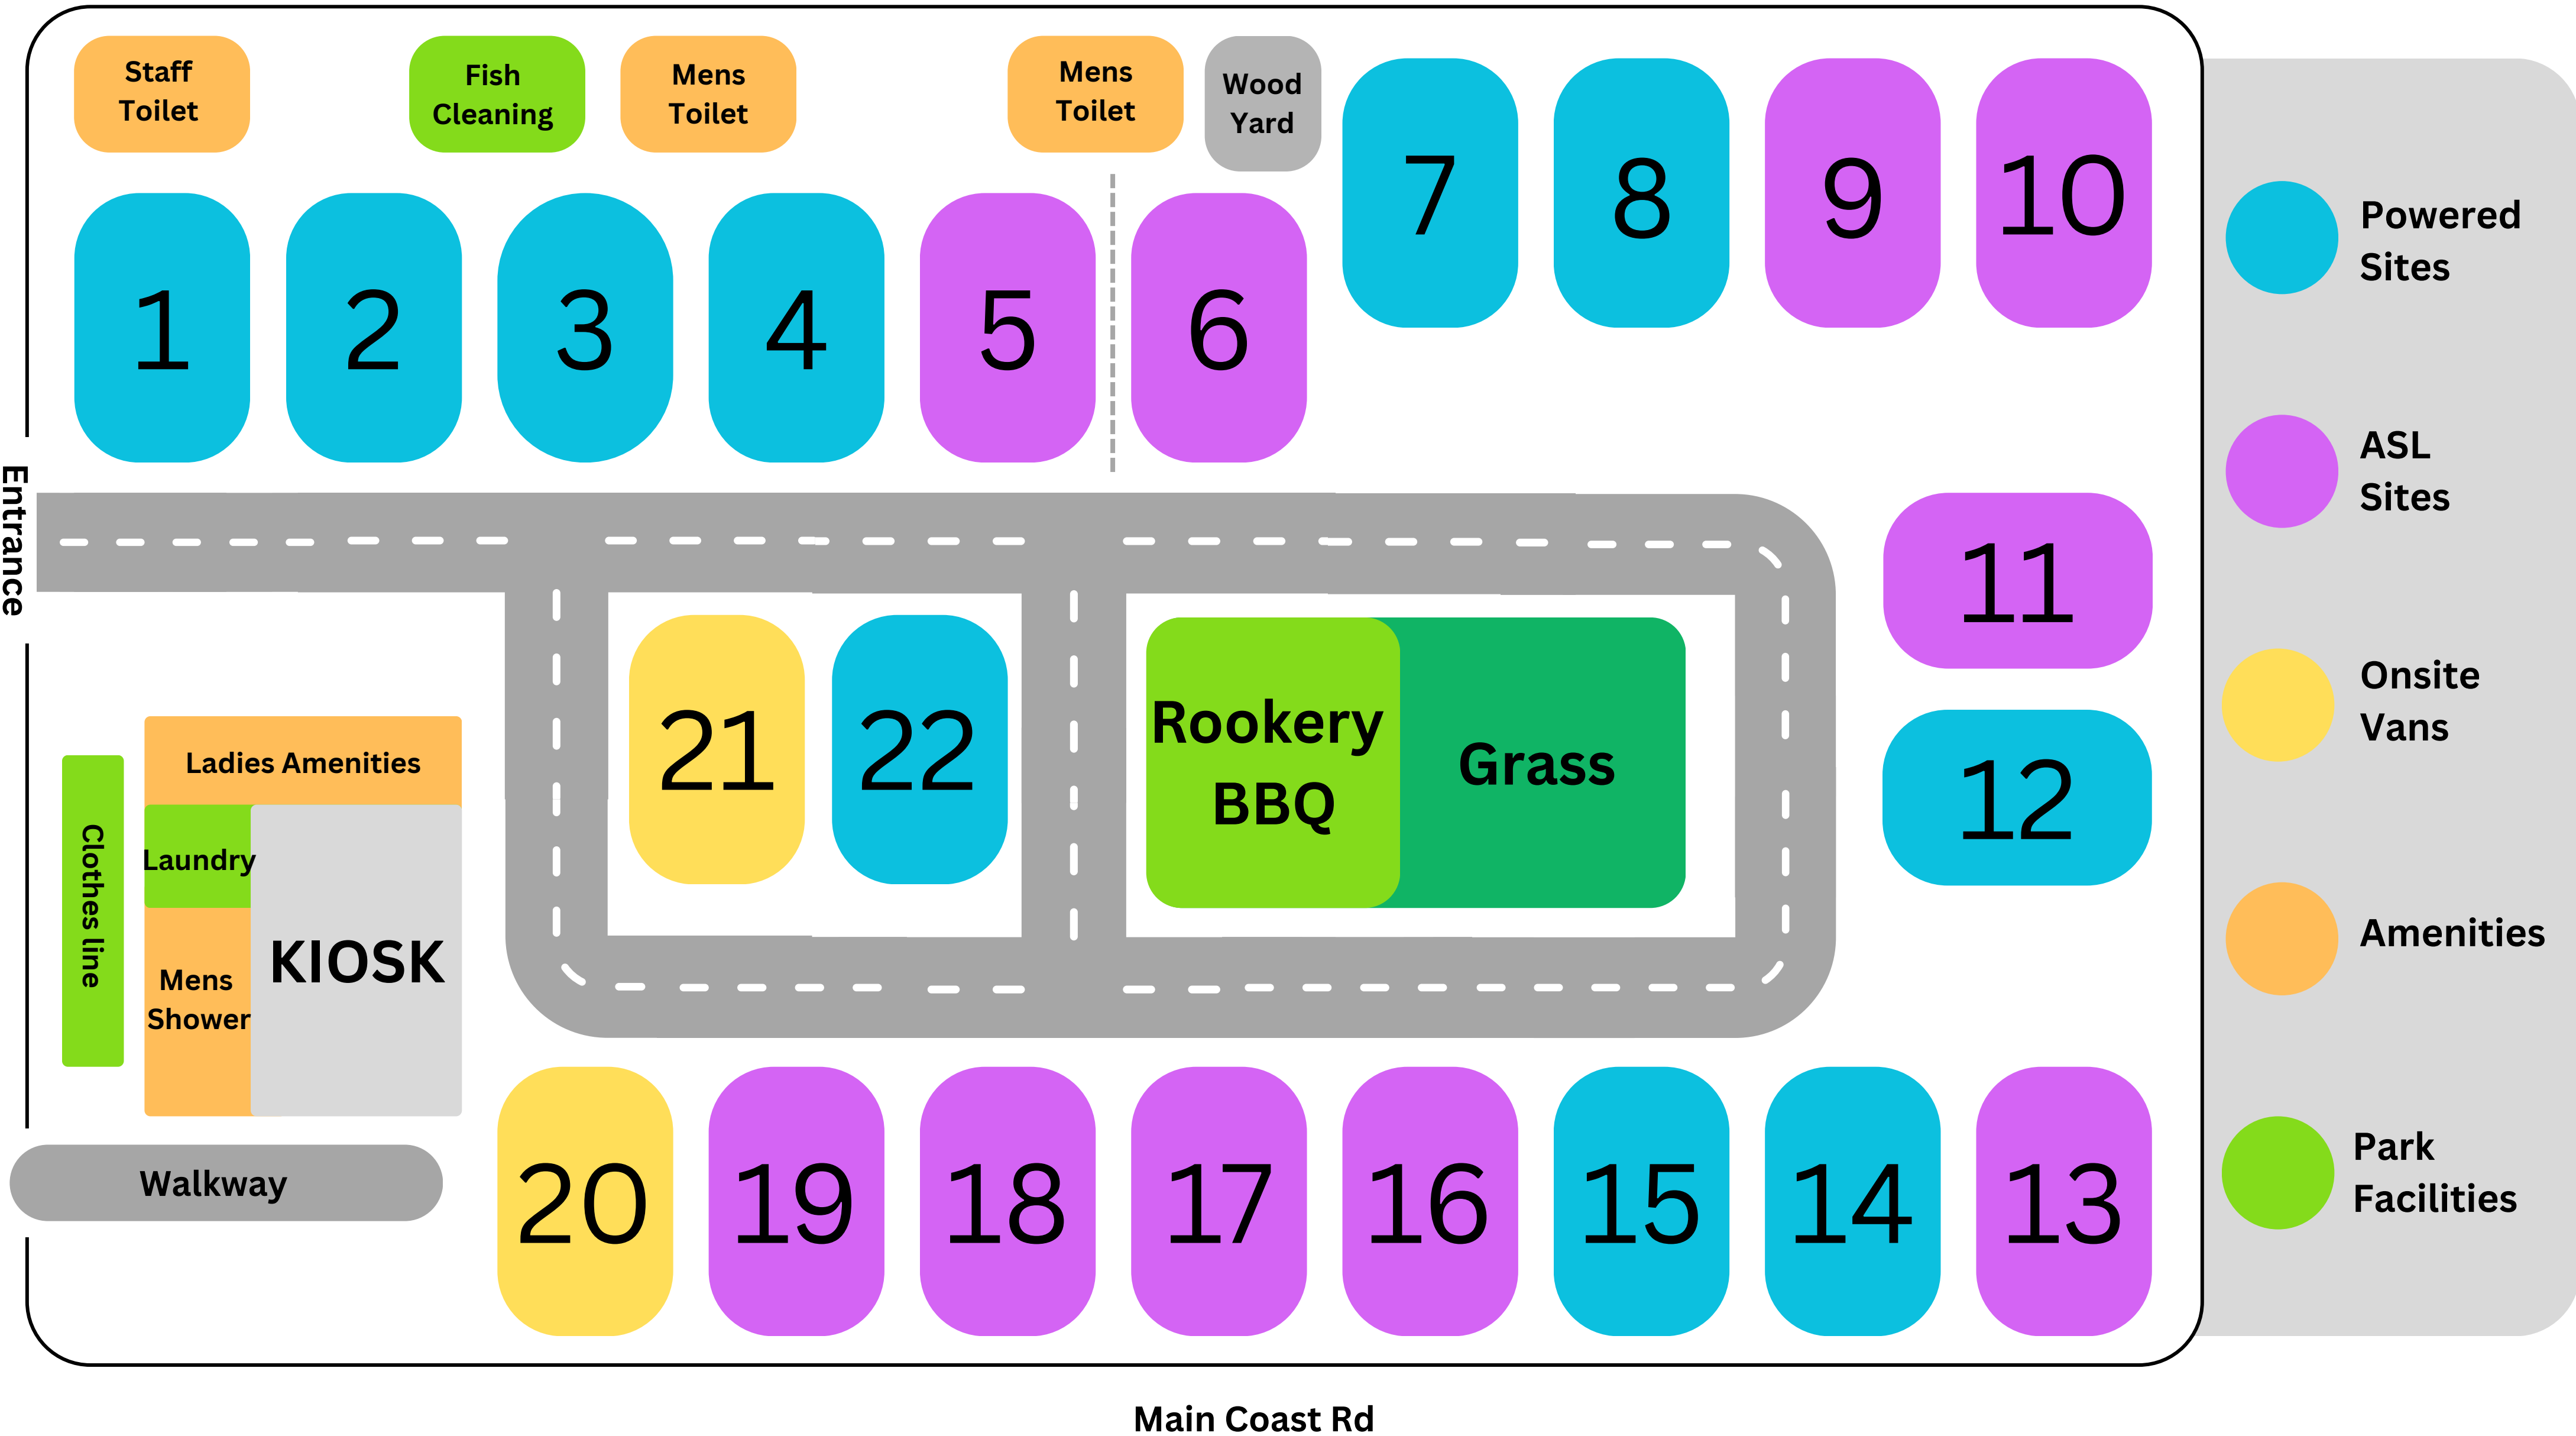 Staff
Toilet
Fish
Cleaning
Mens
Toilet
Mens
Toilet
Wood
Yard
7
8
9
10
1
2
3
4
5
6
Entrance
11
12
21
22
Rookery
BBQ
Grass
Ladies Amenities
Clothes line
Laundry
KIOSK
Mens
Shower
Walkway
20
19
18
17
16
15
14
13
Powered
Sites
ASL
Sites
Onsite
Vans
Amenities
Park
Facilities
Main Coast Rd